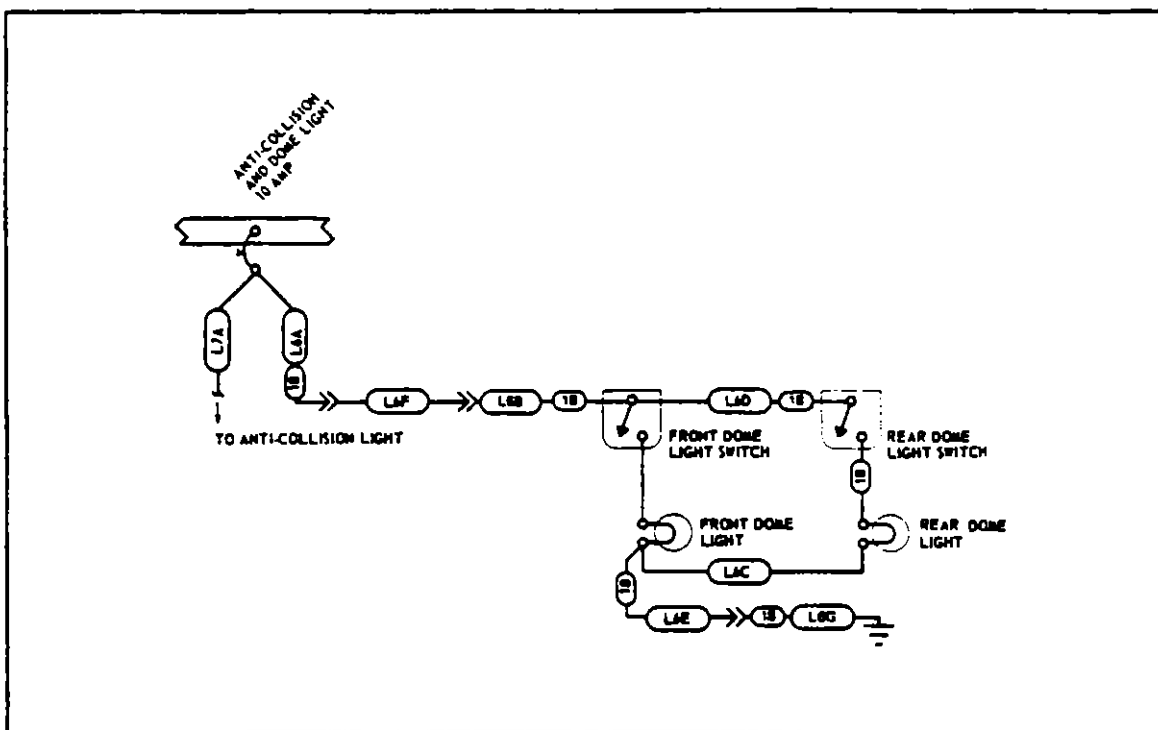 ANTI-COLLISION
AND DOME LIGHT
10 AMP
L7A
L6A
18
TO ANTI-COLLISION LIGHT
L6F
L6B
18
L6D
18
FRONT DOME
LIGHT SWITCH
REAR DOME
LIGHT SWITCH
18
FRONT DOME
LIGHT
REAR DOME
LIGHT
L6C
18
L6E
18
L6G